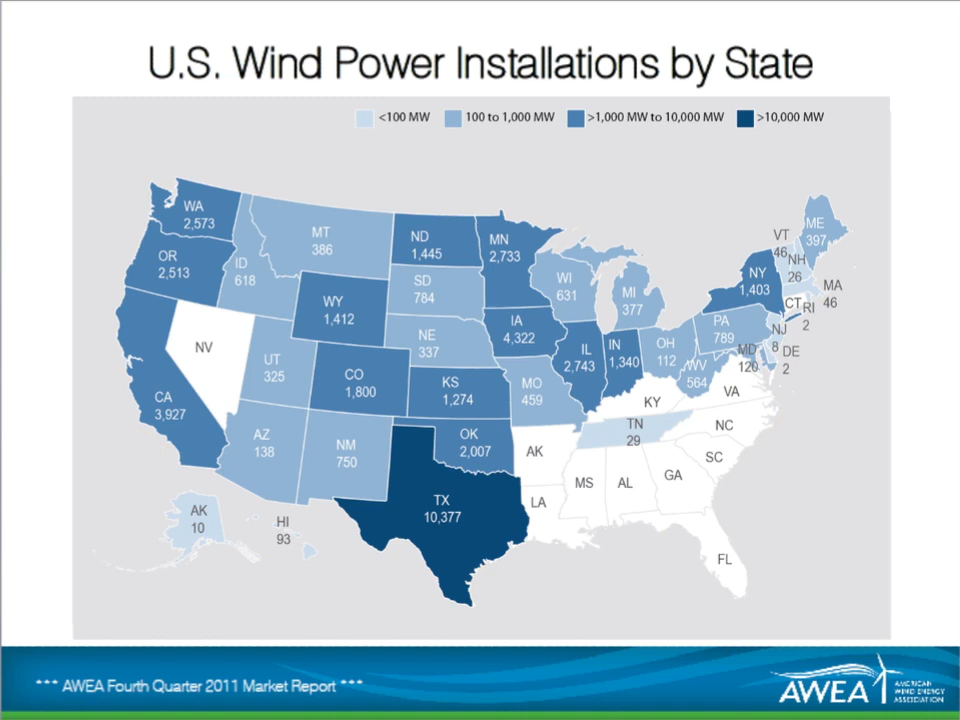 U.S. Wind Power Installations by State
<100 MW
100 to 1,000 MW
>1,000 MW to 10,000 MW
>10,000 MW
WA
2,573
OR
2,513
CA
3,927
NV
ID
618
MT
386
WY
1,412
UT
325
CO
1,800
AZ
138
NM
750
ND
1,445
SD
784
NE
337
KS
1,274
OK
2,007
TX
10,377
MN
2,733
IA
4,322
MO
459
AK
LA
WI
631
IL
2,743
MI
377
IN
1,340
OH
112
KY
TN
29
MS
AL
GA
FL
SC
NC
VA
WV
564
PA
789
NY
1,403
VT
46
NH
26
ME
397
MA
46
CT
RI
2
NJ
8
DE
2
MD
120
AK
10
HI
93
*** AWEA Fourth Quarter 2011 Market Report ***
AWEA
AMERICAN
WIND ENERGY
ASSOCIATION